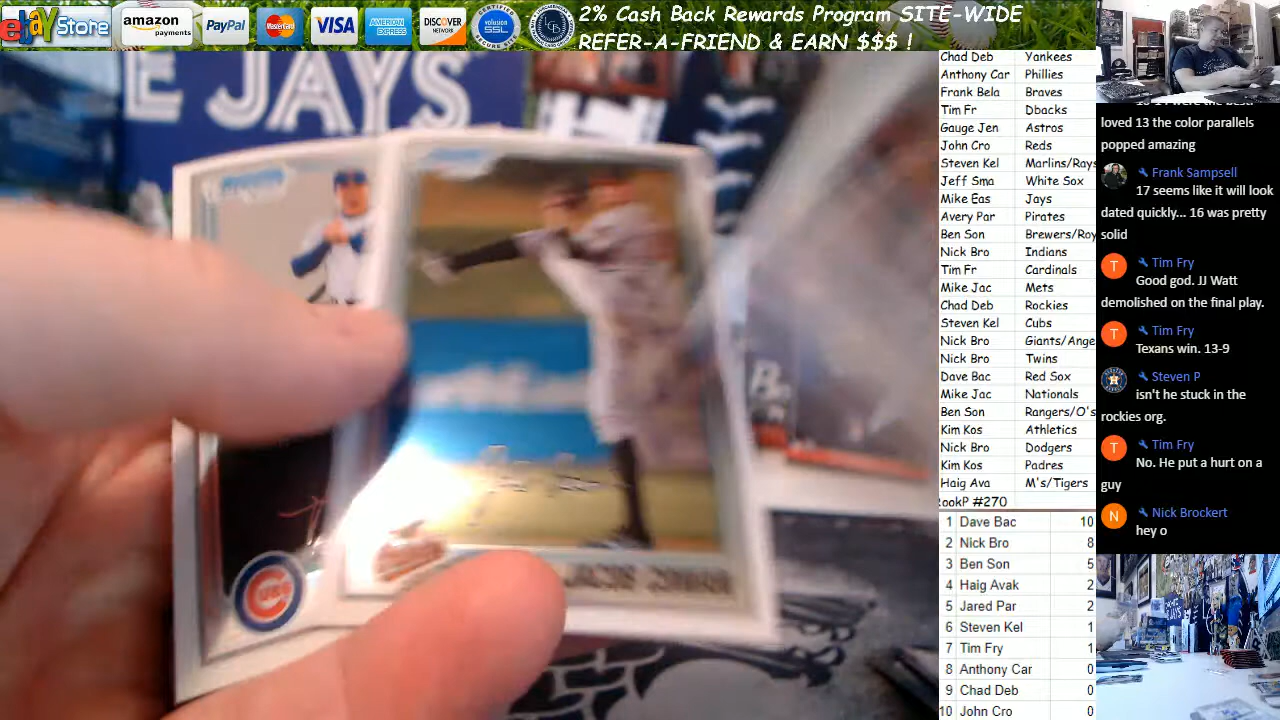 ebay Store
amazon
payments
PayPal
MasterCard
VISA
AMERICAN
EXPRESS
DISCOVER
NETWORK
volusion
SSL
2% Cash Back Rewards Program SITE-WIDE
REFER-A-FRIEND & EARN $$$ !
E JAYS
Chad Deb Yankees
Anthony Car Phillies
Frank Bela Braves
Tim Fr Dbacks
Gauge Jen Astros
John Cro Reds
Steven Kel Marlins/Rays
Jeff Sma White Sox
Mike Eas Jays
Avery Par Pirates
Ben Son Brewers/Roy
Nick Bro Indians
Tim Fr Cardinals
Mike Jac Mets
Chad Deb Rockies
Steven Kel Cubs
Nick Bro Giants/Ange
Nick Bro Twins
Dave Bac Red Sox
Mike Jac Nationals
Ben Son Rangers/O's
Kim Kos Athletics
Nick Bro Dodgers
Kim Kos Padres
Haig Ava M's/Tigers
ookP #270
1 Dave Bac 10
2 Nick Bro 8
3 Ben Son 5
4 Haig Avak 2
5 Jared Par 2
6 Steven Kel 1
7 Tim Fry 1
8 Anthony Car 0
9 Chad Deb 0
10 John Cro 0
loved 13 the color parallels
popped amazing
Frank Sampsell
17 seems like it will look
dated quickly... 16 was pretty
solid
T Tim Fry
Good god. JJ Watt
demolished on the final play.
T Tim Fry
Texans win. 13-9
Steven P
isn't he stuck in the
rockies org.
T Tim Fry
No. He put a hurt on a
guy
N Nick Brockert
hey o